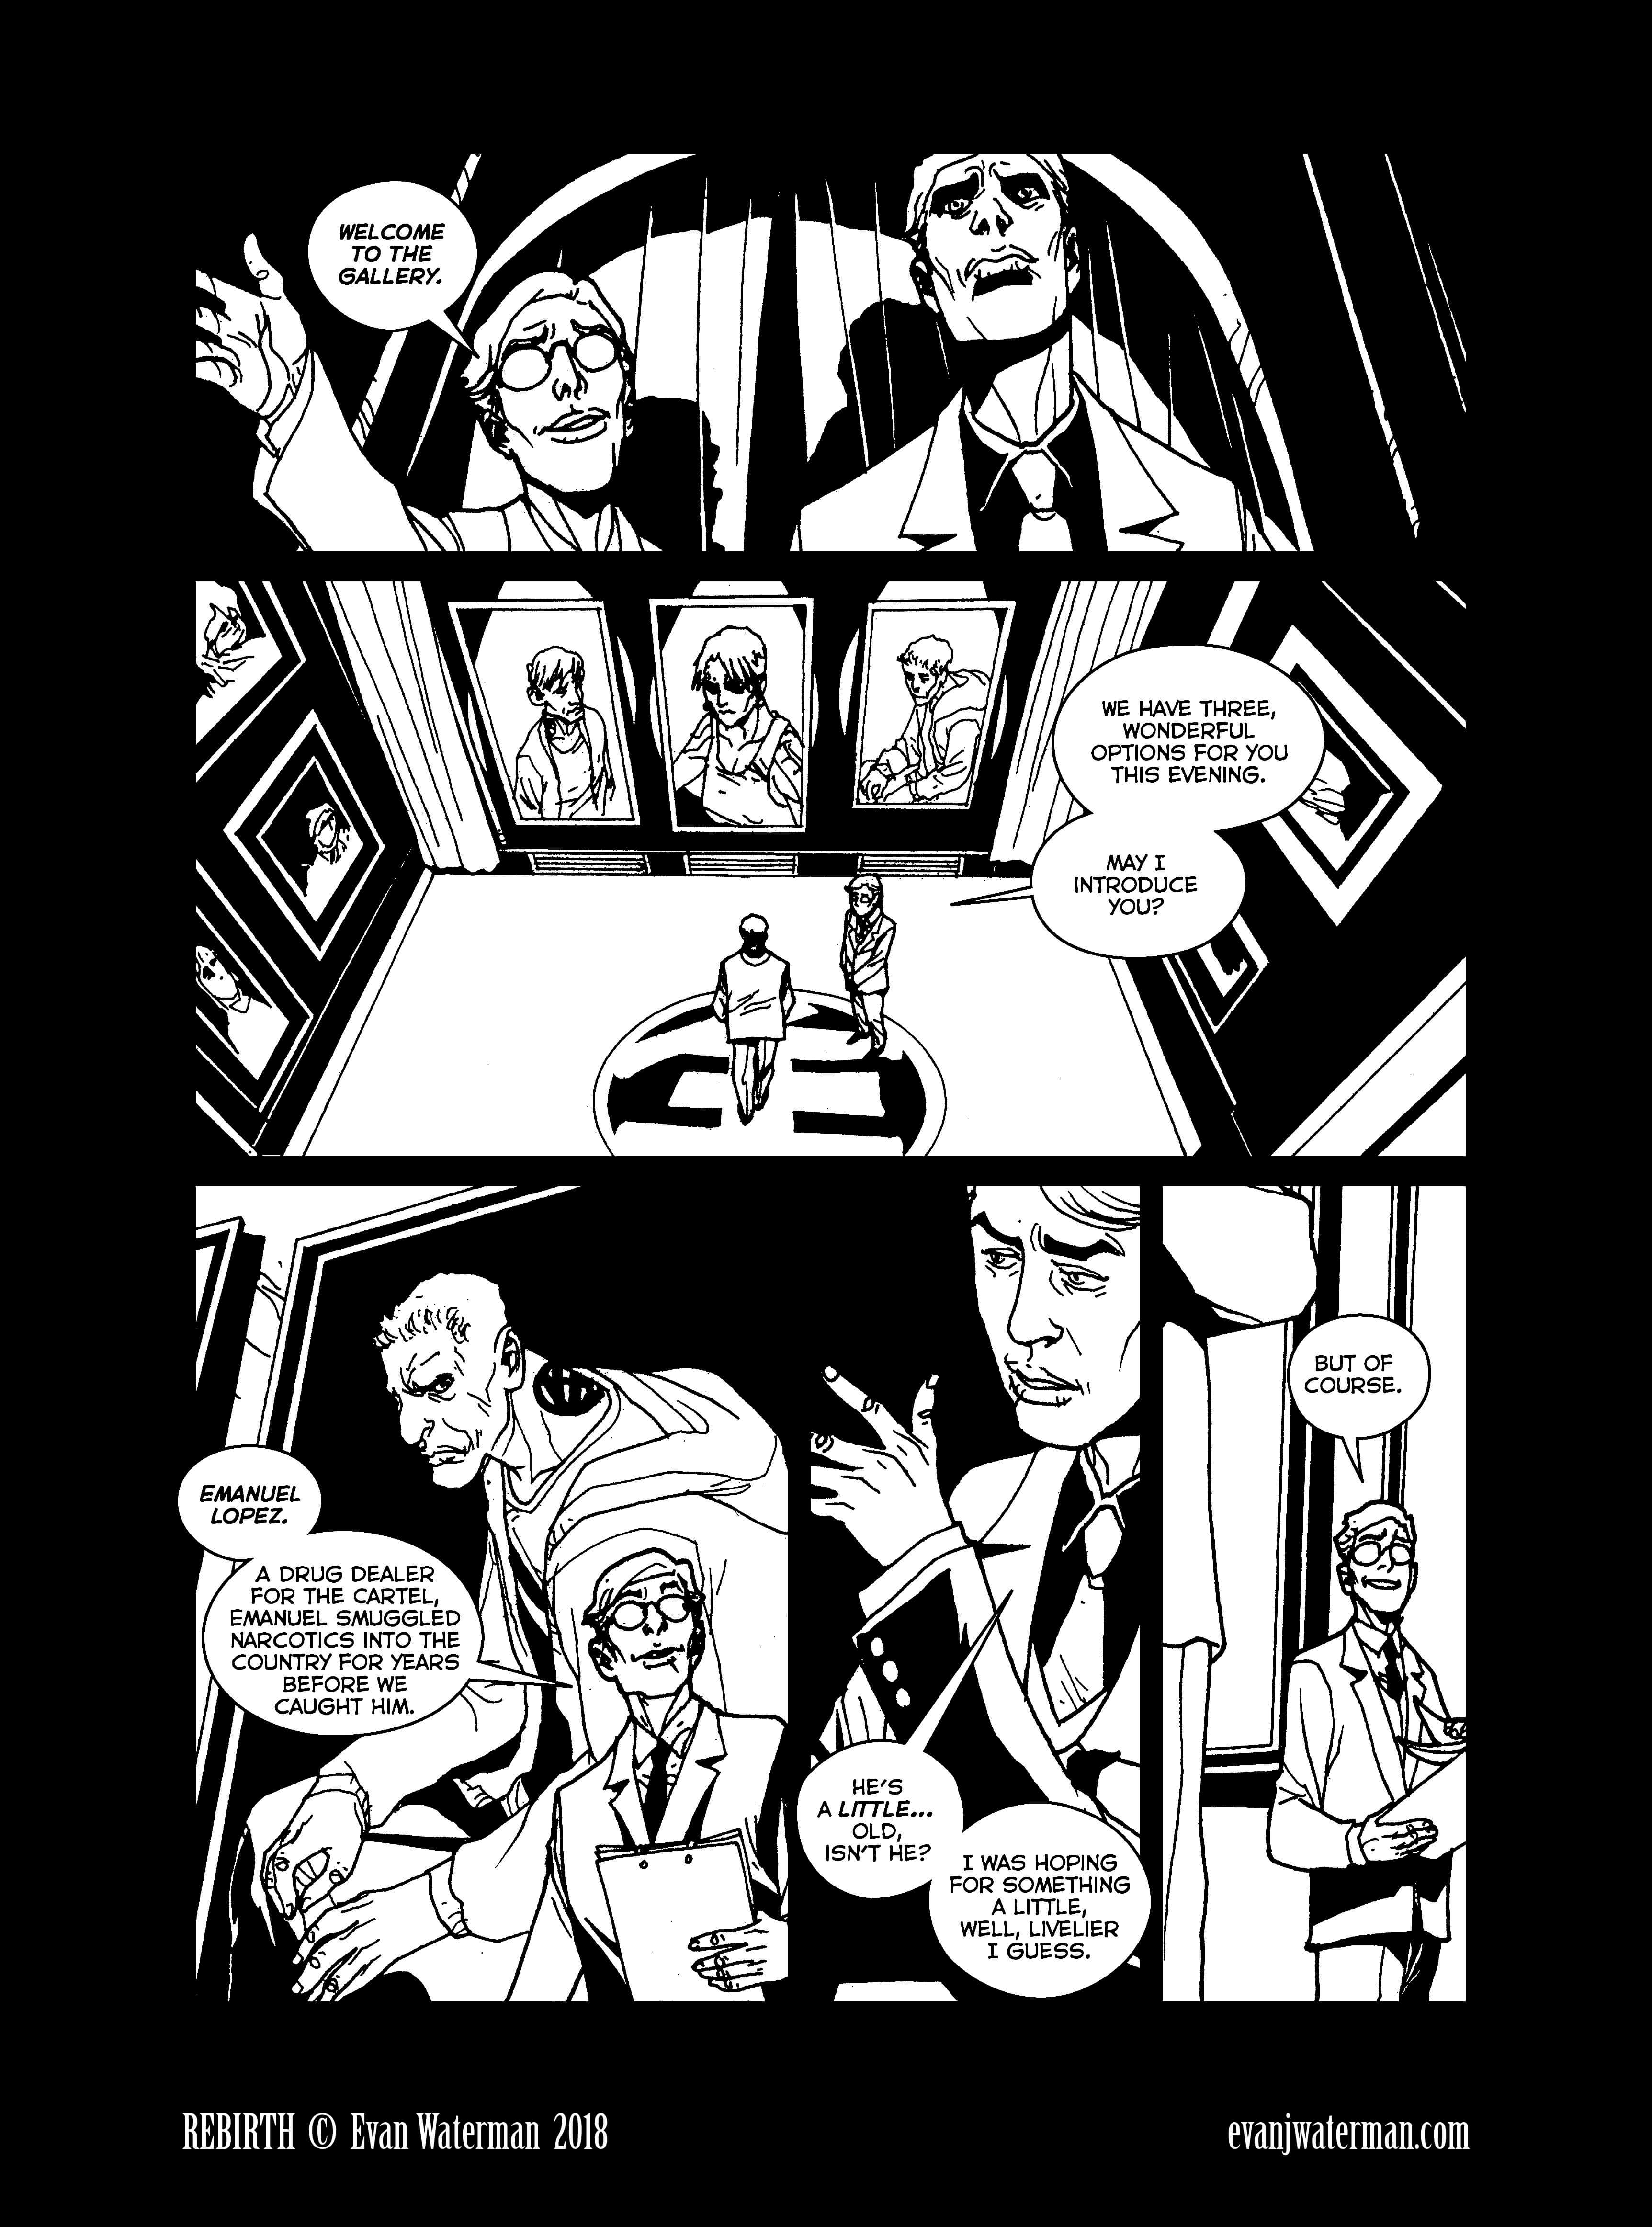 WELCOME
TO THE
GALLERY.
WE HAVE THREE,
WONDERFUL
OPTIONS FOR YOU
THIS EVENING.
MAY I
INTRODUCE
YOU?
EMANUEL
LOPEZ.
A DRUG DEALER
FOR THE CARTEL,
EMANUEL SMUGGLED
NARCOTICS INTO THE
COUNTRY FOR YEARS
BEFORE WE
CAUGHT HIM.
HE'S
A LITTLE...
OLD,
ISN'T HE?
I WAS HOPING
FOR SOMETHING
A LITTLE,
WELL, LIVELIER
I GUESS.
BUT OF
COURSE.
REBIRTH © Evan Waterman 2018
evanjwaterman.com